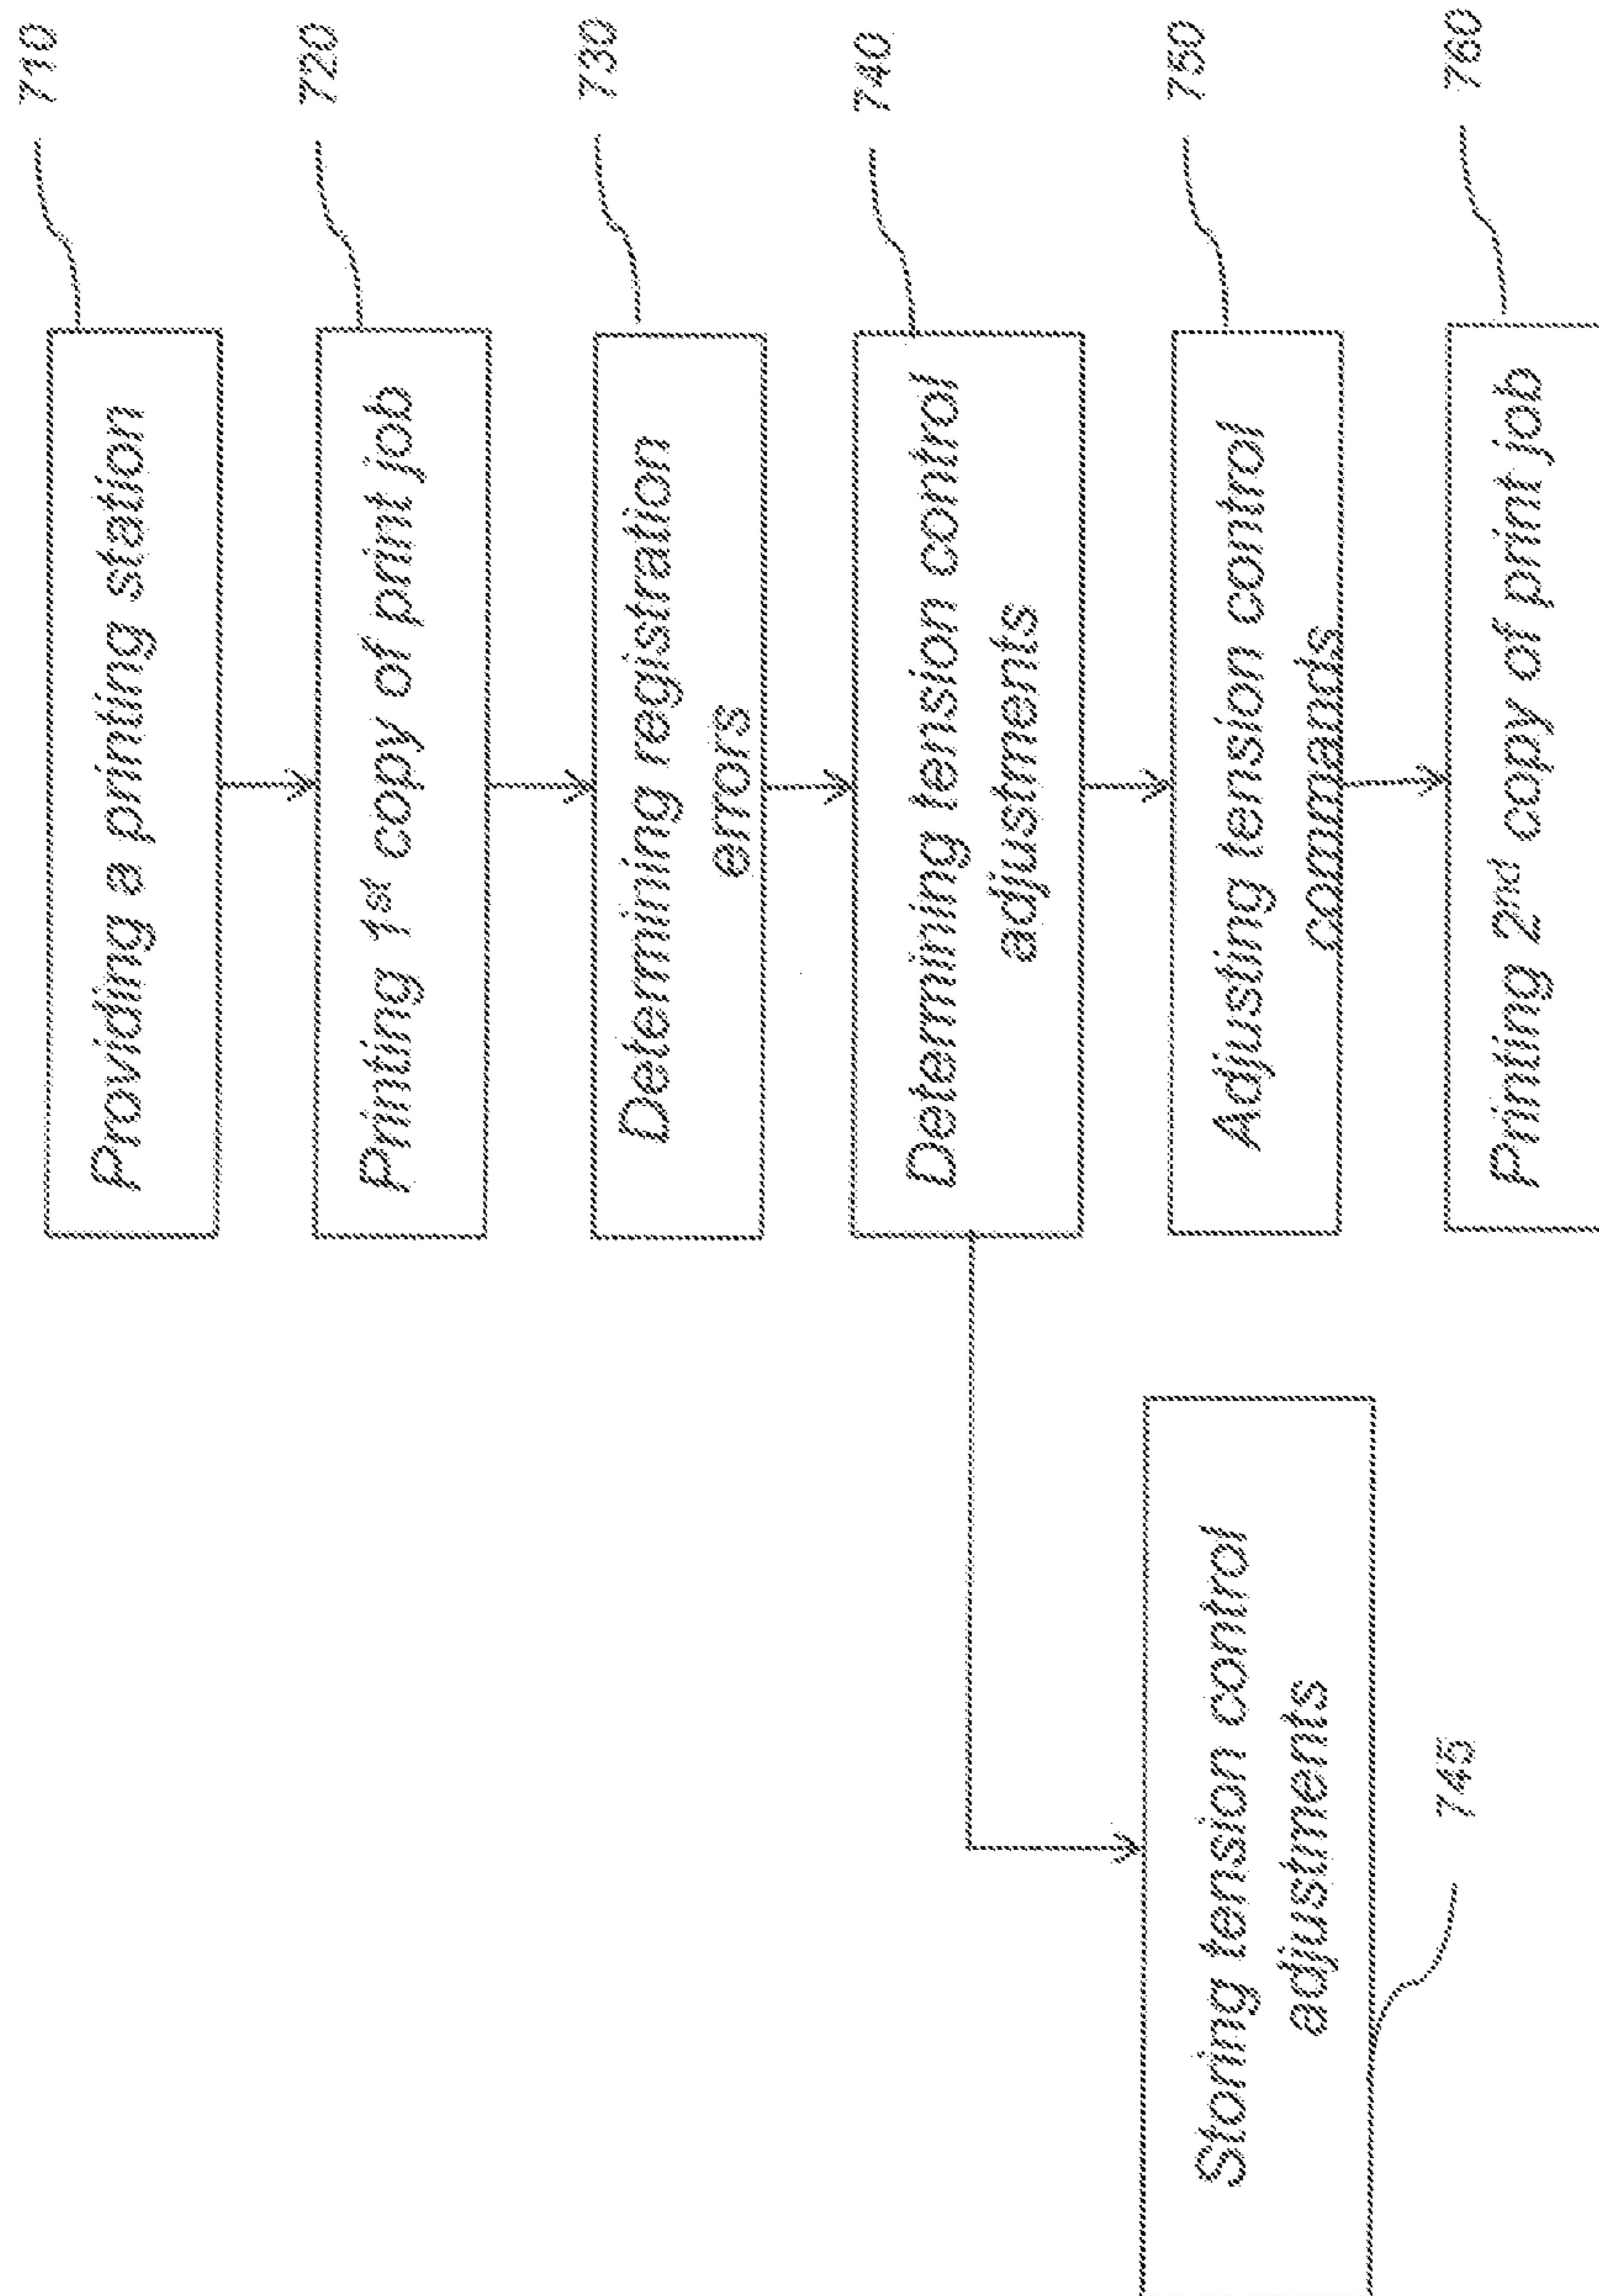 Providing a printing station
710
Printing 1st copy of print job
720
Determining registration
errors
730
Determining tension control
adjustments
740
Storing tension control
adjustments
745
Adjusting tension control
commands
750
Printing 2nd copy of print job
760